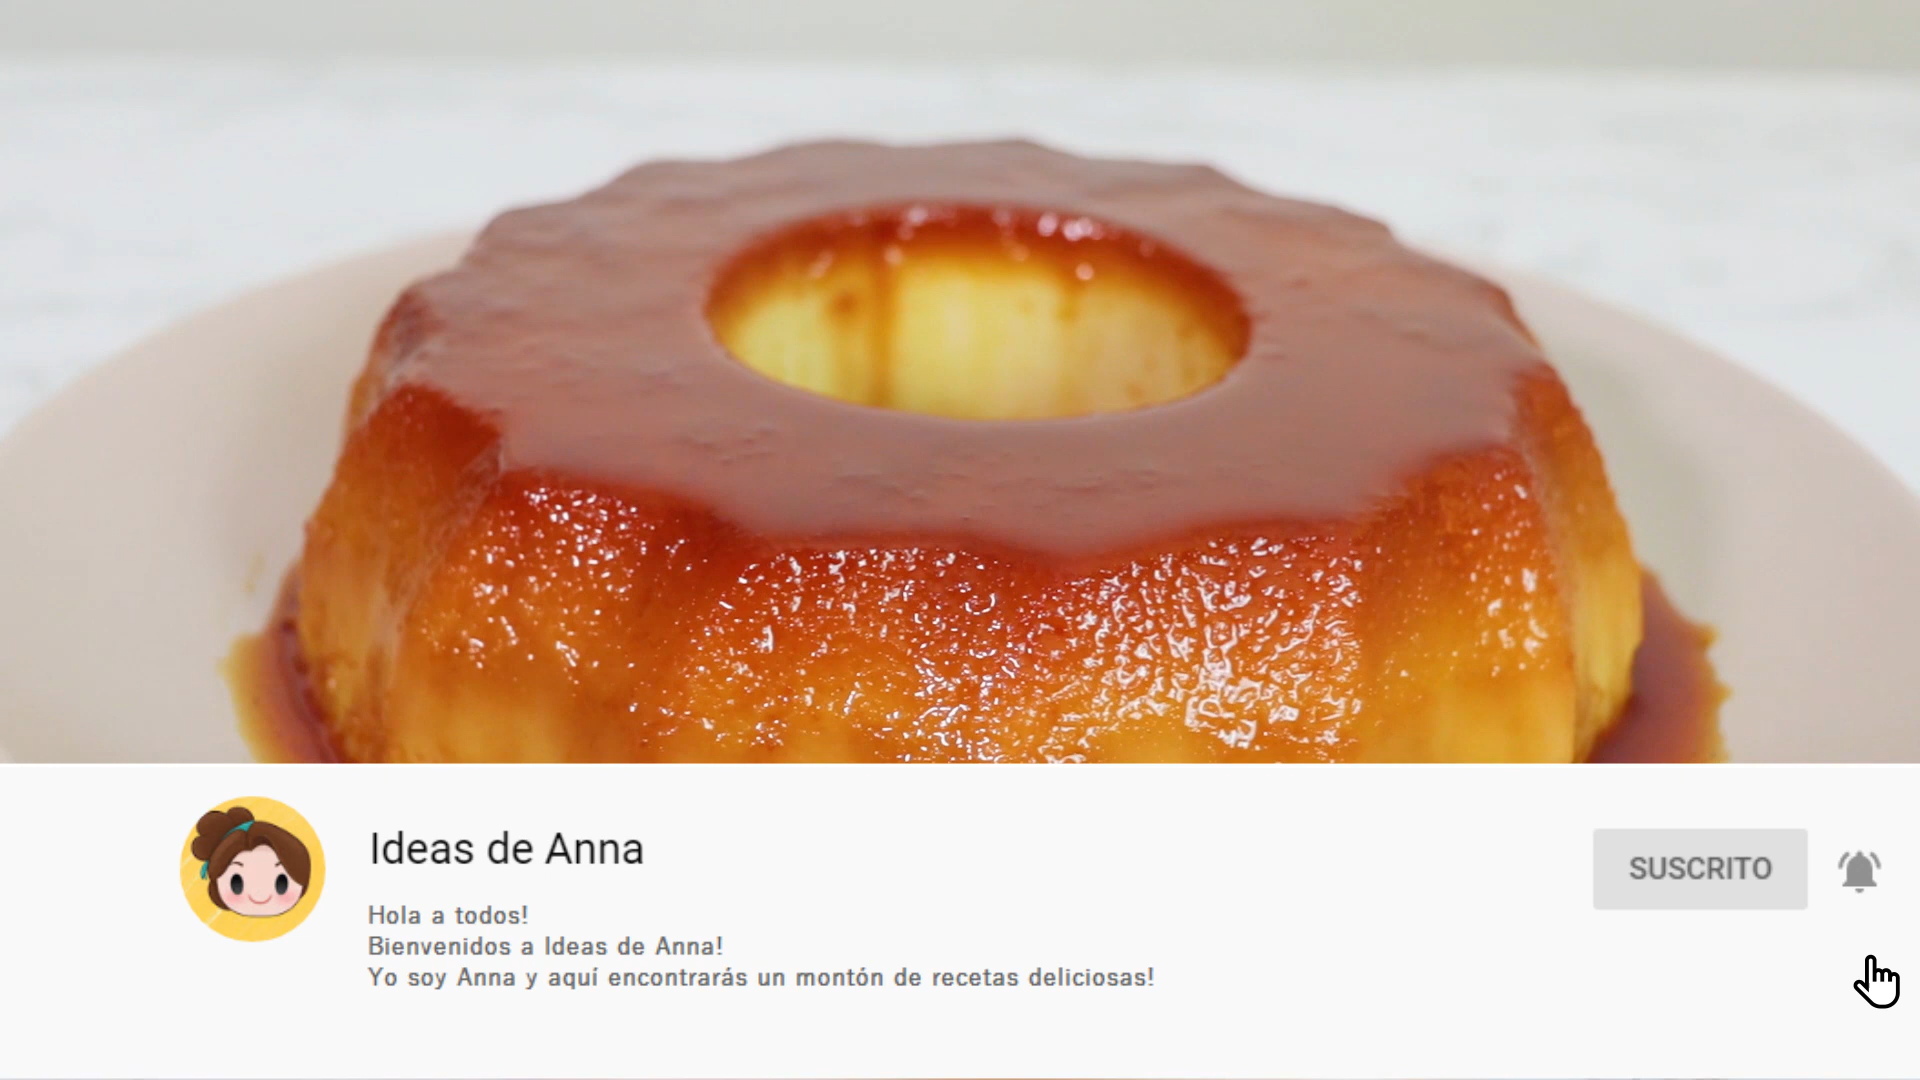 Ideas de Anna
SUSCRITO
Hola a todos!
Bienvenidos a Ideas de Anna!
Yo soy Anna y aquí encontrarás un montón de recetas deliciosas!